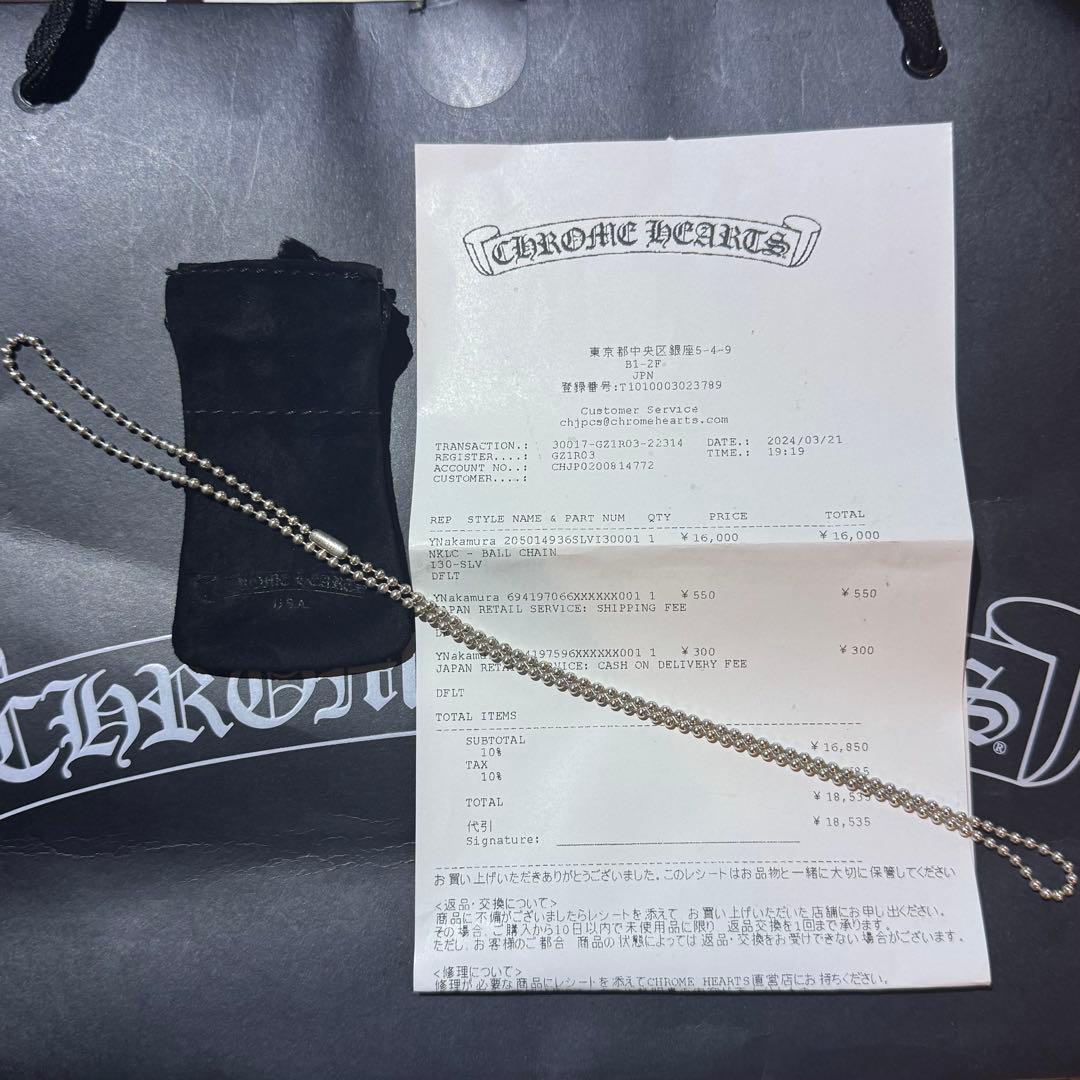 CHROME HEARTS
東京都中央区銀座5-4-9
B1-2F
JPN
登録番号:T1010003023789
Customer Service
chjpcs@chromehearts.com
TRANSACTION.: 30017-GZ1R03-22314 DATE.: 2024/03/21
REGISTER....: GZ1R03 TIME.: 19:19
ACCOUNT NO..: CHJP0200814772
CUSTOMER....:
REP STYLE NAME & PART NUM QTY PRICE TOTAL
YNakamura 205014936SLVI30001 1 ¥16,000 ¥16,000
NKLC - BALL CHAIN
I30-SLV
DFLT
YNakamura 694197066XXXXXX001 1 ¥550 ¥550
JAPAN RETAIL SERVICE: SHIPPING FEE
4197596XXXXXX001 1 ¥300 ¥300
JAPAN CASH ON DELIVERY FEE
DFLT
TOTAL ITEMS
SUBTOTAL ¥16,850
10%
TAX
10%
TOTAL ¥18,535
代引 ¥18,535
Signature:
お買い上げいただきありがとうございました。このレシートはお品物と一緒に大切に保管してください
<返品・交換について>
商品に不備がございましたらレシートを添えて お買い上げいただいた店舗にお申し出ください。
その場合、ご購入から10日以内で未使用品に限り 返品交換を1回まで承ります。
ただし、お客様のご都合 商品の状態によっては返品・交換をお受けできない場合がございます.
<修理について>
修理が必要な商品にレシートを添えてCHROME HEARTS直営店にお持ちください。
U.S.A.
CHROM
S®